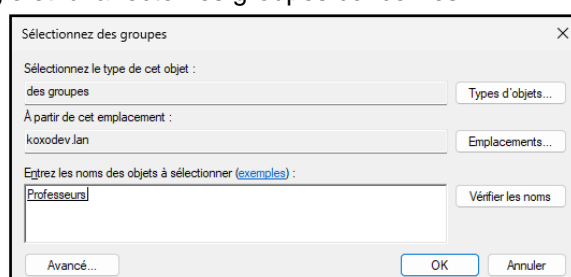 Sélectionnez des groupes
Sélectionnez le type de cet objet :
des groupes
Types d'objets...
À partir de cet emplacement :
koxodev.lan
Emplacements...
Entrez les noms des objets à sélectionner (exemples) :
Professeurs
Vérifier les noms
Avancé...
OK
Annuler